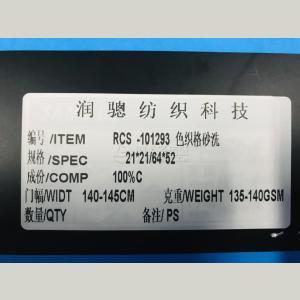 润骢纺织科技
编号/ITEM RCS -101293 色织格砂洗
规格/SPEC 21*21/64*52
成份/COMP 100%C
门幅/WIDT 140-145CM 克重/WEIGHT 135-140GSM
数量/QTY 备注/ PS